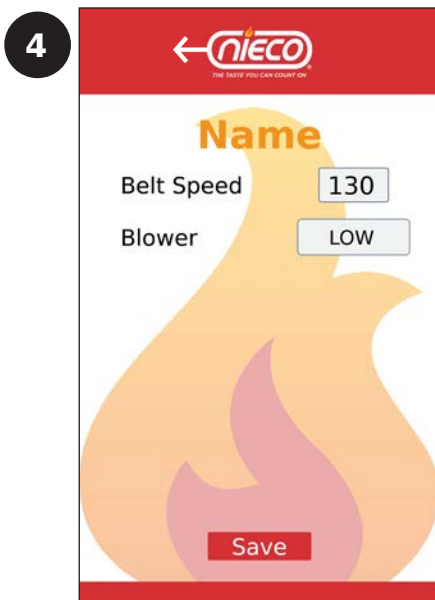 4
nieco
THE TASTE YOU CAN COUNT ON
Name
Belt Speed 130
Blower LOW
Save